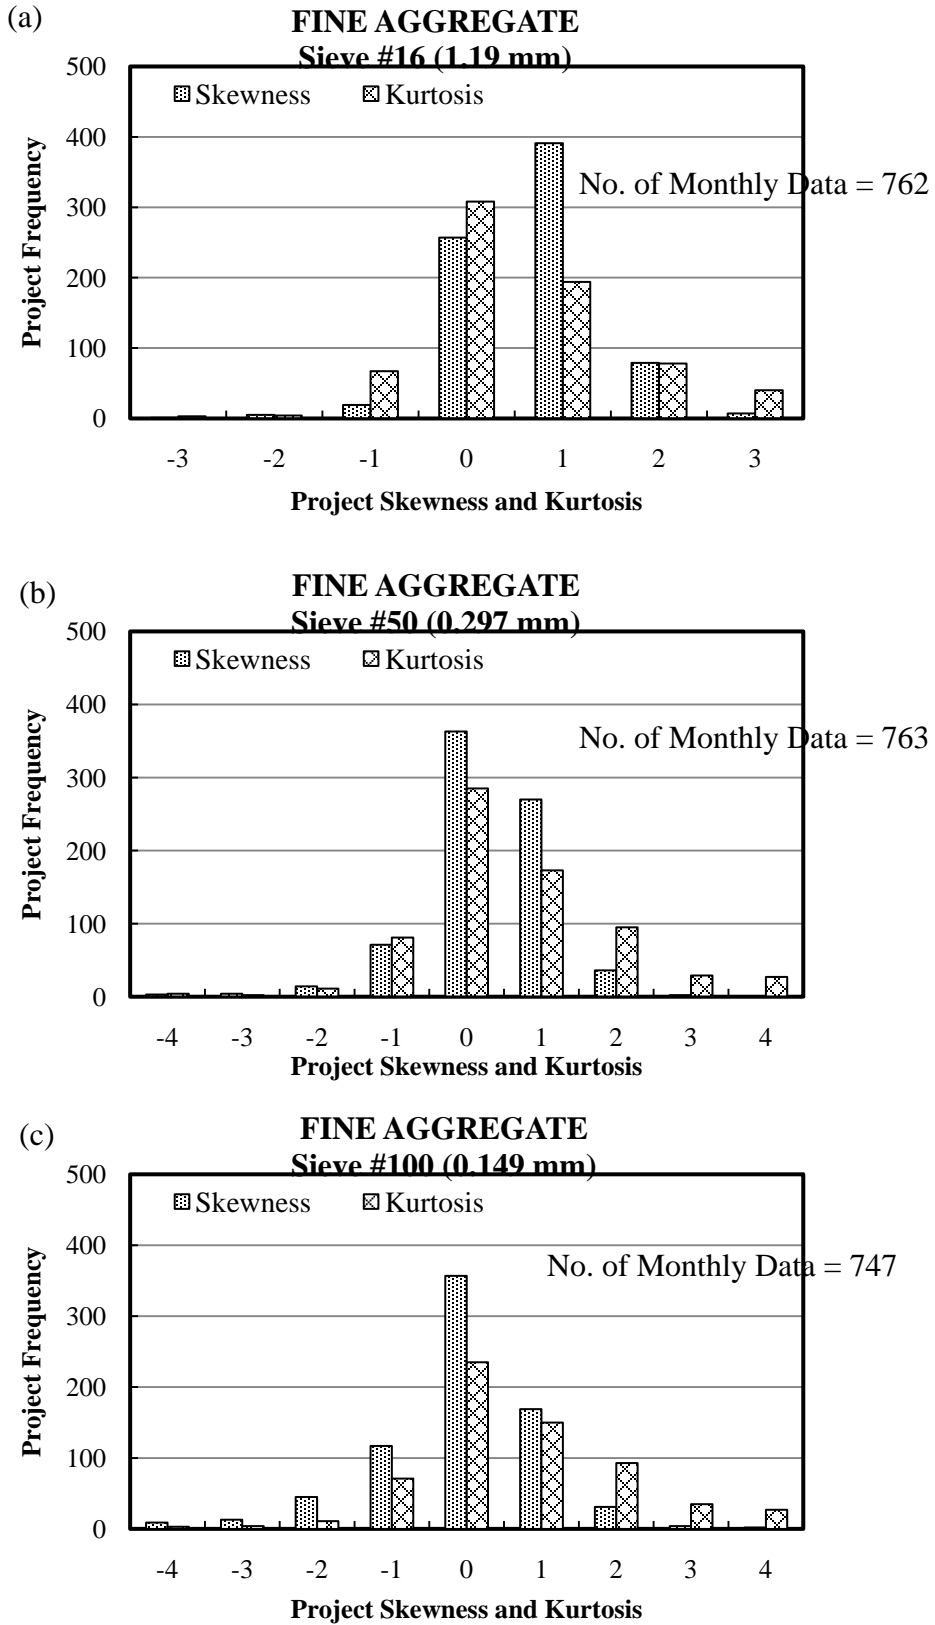 (a)
FINE AGGREGATE
Sieve #16 (1.19 mm)
500
Skewness Kurtosis
400
No. of Monthly Data = 762
300
200
100
0
Project Frequency
-3 -2 -1 0 1 2 3
Project Skewness and Kurtosis
(b)
FINE AGGREGATE
Sieve #50 (0.297 mm)
500
Skewness Kurtosis
400
No. of Monthly Data = 763
300
200
100
0
Project Frequency
-4 -3 -2 -1 0 1 2 3 4
Project Skewness and Kurtosis
(c)
FINE AGGREGATE
Sieve #100 (0.149 mm)
500
Skewness Kurtosis
400
No. of Monthly Data = 747
300
200
100
0
Project Frequency
-4 -3 -2 -1 0 1 2 3 4
Project Skewness and Kurtosis